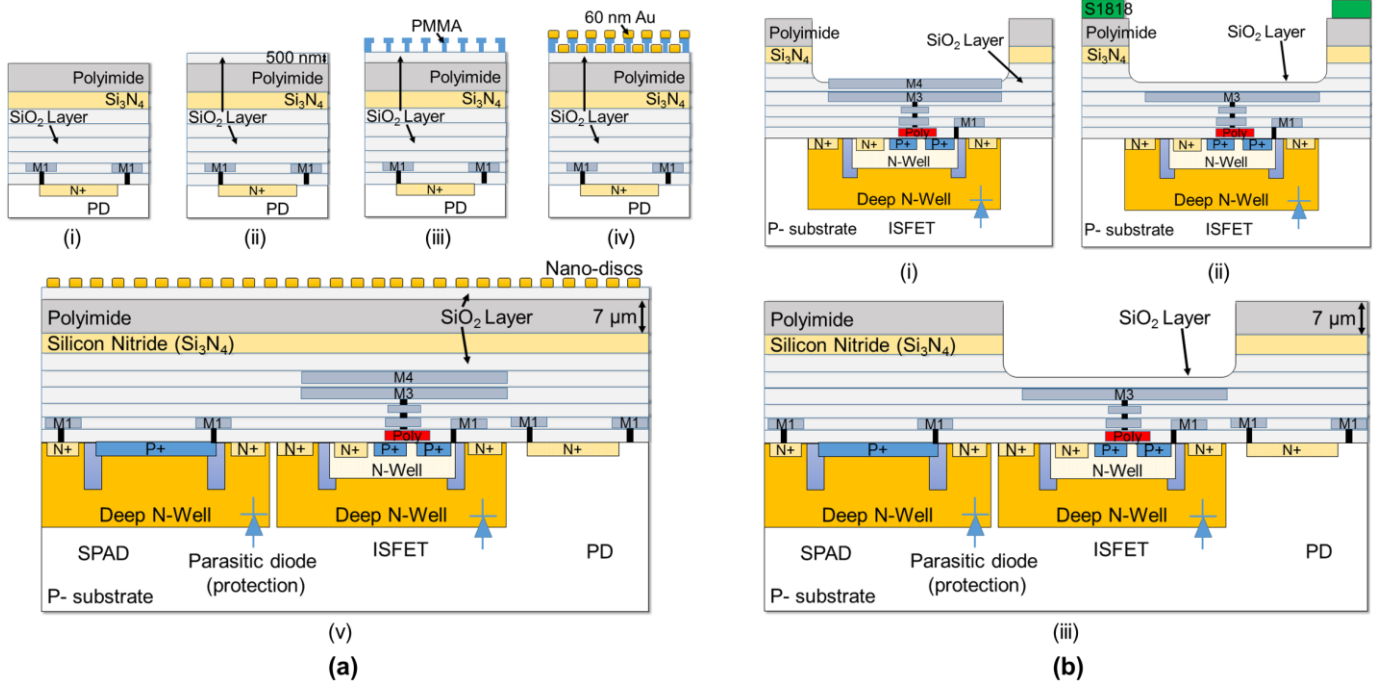 Polyimide
Si₃N₄
SiO₂ Layer
M1
M1
N+
PD
(i)
500 nm
Polyimide
Si₃N₄
SiO₂ Layer
M1
M1
N+
PD
(ii)
PMMA
Polyimide
Si₃N₄
SiO₂ Layer
M1
M1
N+
PD
(iii)
60 nm Au
Polyimide
Si₃N₄
SiO₂ Layer
M1
M1
N+
PD
(iv)
Nano-discs
SiO₂ Layer
Polyimide
7 µm
Silicon Nitride (Si₃N₄)
M4
M3
M1
M1
M1
M1
Poly
N+
P+
N+
N+
N+
P+
P+
N+
N+
N-Well
Deep N-Well
Deep N-Well
SPAD
ISFET
PD
Parasitic diode
(protection)
P- substrate
(v)
(a)
Polyimide
SiO₂ Layer
Si₃N₄
M4
M3
M1
Poly
N+
N+
P+
P+
N+
N-Well
Deep N-Well
P- substrate
ISFET
(i)
S1818
Polyimide
SiO₂ Layer
Si₃N₄
M3
M1
Poly
N+
N+
P+
P+
N+
N-Well
Deep N-Well
P- substrate
ISFET
(ii)
Polyimide
SiO₂ Layer
7 µm
Silicon Nitride (Si₃N₄)
M3
M1
M1
M1
M1
M1
Poly
N+
P+
N+
N+
N+
P+
P+
N+
N+
N-Well
Deep N-Well
Deep N-Well
SPAD
ISFET
PD
Parasitic diode
(protection)
P- substrate
(iii)
(b)